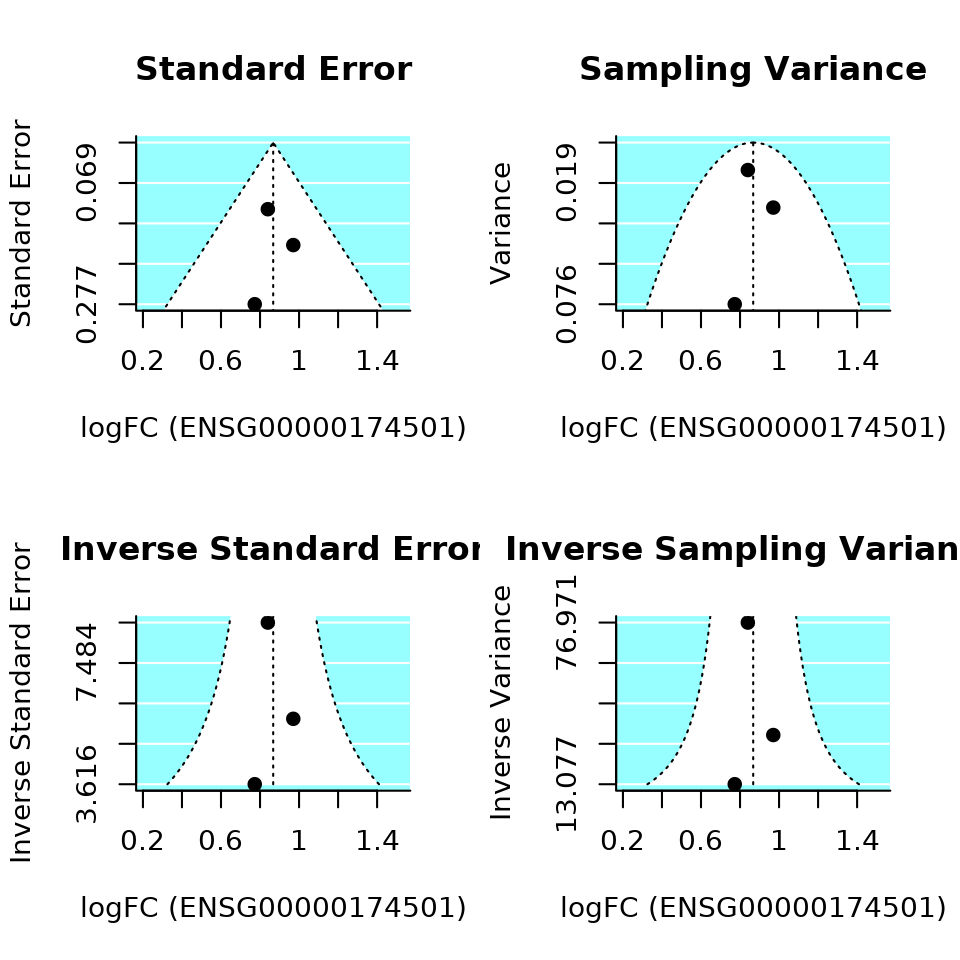 Standard Error
Standard Error
0.069
0.277
0.2 0.6 1 1.4
logFC (ENSG00000174501)
Sampling Variance
Variance
0.019
0.076
0.2 0.6 1 1.4
logFC (ENSG00000174501)
Inverse Standard Error
Inverse Standard Error
7.484
3.616
0.2 0.6 1 1.4
logFC (ENSG00000174501)
Inverse Sampling Varian
Inverse Variance
76.971
13.077
0.2 0.6 1 1.4
logFC (ENSG00000174501)